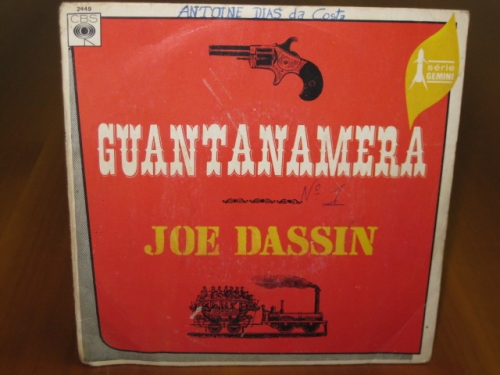 2449
CBS
ANTOINE DIAS da Costa
série
GEMINI
GUANTANAMERA
Nº 1
JOE DASSIN